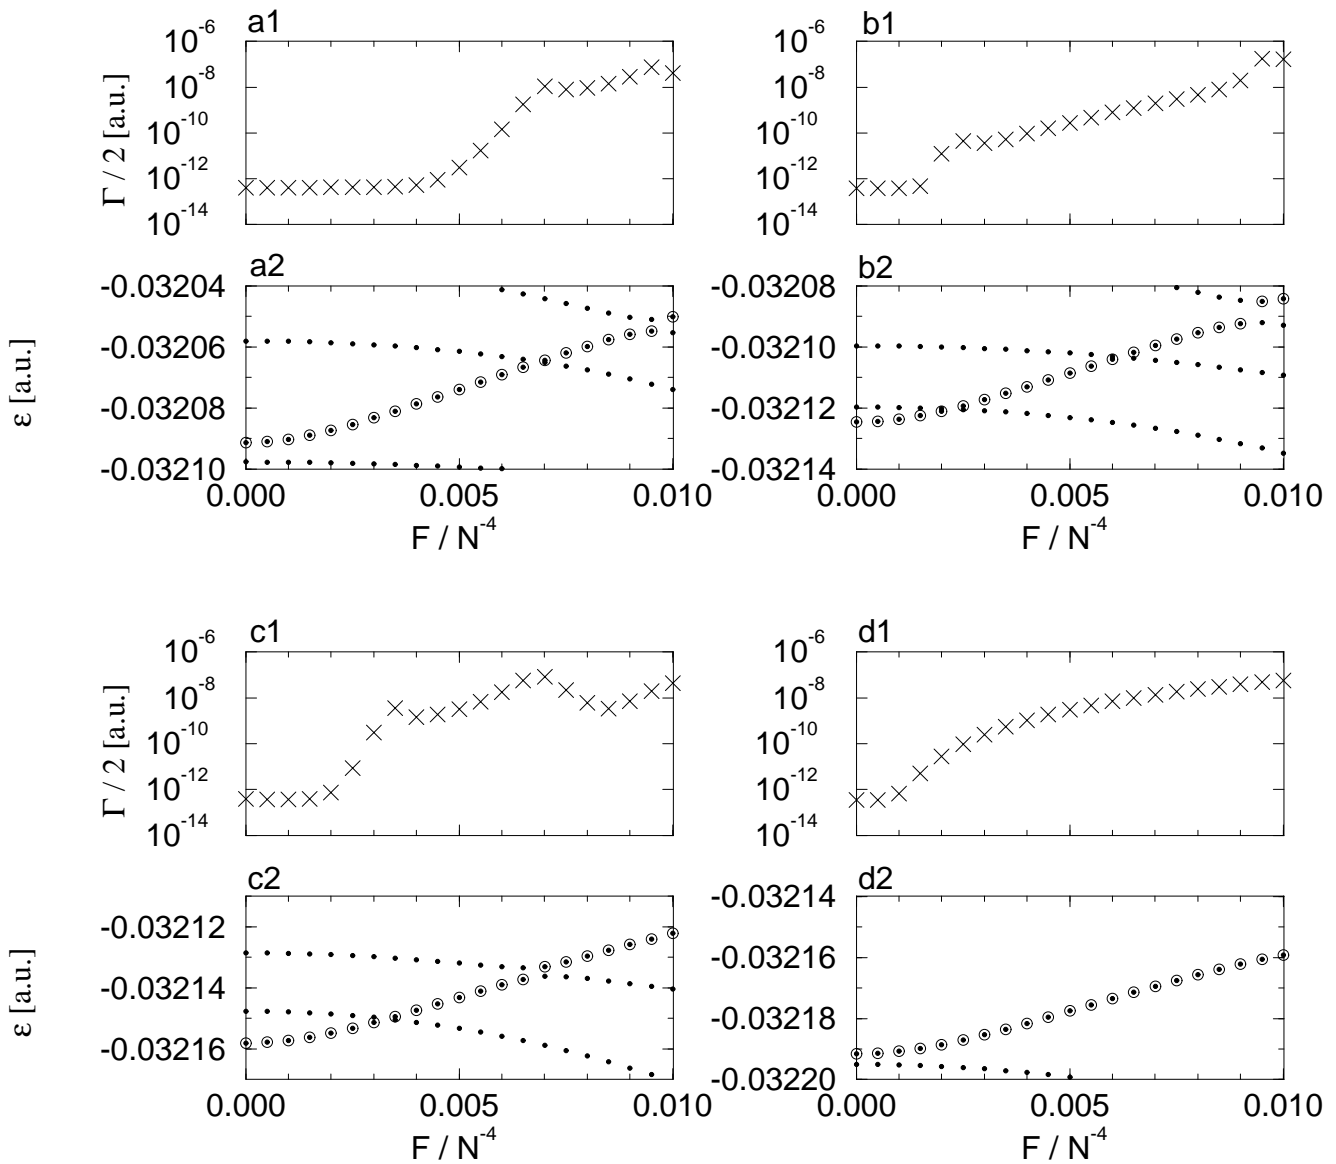 a1
b1
10^-6
10^-8
10^-10
10^-12
10^-14
Γ / 2 [a.u.]
10^-6
10^-8
10^-10
10^-12
10^-14
Γ / 2 [a.u.]
a2
b2
-0.03204
-0.03206
-0.03208
-0.03210
ε [a.u.]
-0.03208
-0.03210
-0.03212
-0.03214
0.000 0.005 0.010
0.000 0.005 0.010
F / N^-4
F / N^-4
c1
d1
10^-6
10^-8
10^-10
10^-12
10^-14
Γ / 2 [a.u.]
10^-6
10^-8
10^-10
10^-12
10^-14
Γ / 2 [a.u.]
c2
d2
-0.03212
-0.03214
-0.03216
ε [a.u.]
-0.03214
-0.03216
-0.03218
-0.03220
0.000 0.005 0.010
0.000 0.005 0.010
F / N^-4
F / N^-4